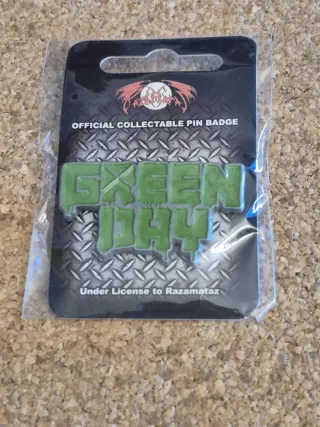 OFFICIAL COLLECTABLE PIN BADGE
GREEN
DAY
Under License to Razamataz